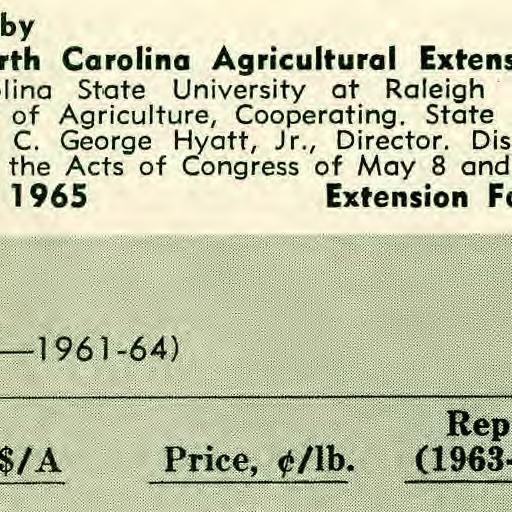 by
rth Carolina Agricultural Extens
lina State University at Raleigh
of Agriculture, Cooperating. State
C. George Hyatt, Jr., Director. Dis
the Acts of Congress of May 8 and
1965 Extension Fo
—1961-64)
Rep
$/A Price, ¢/lb. (1963-